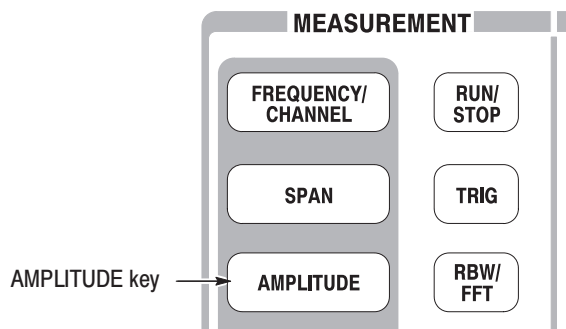 MEASUREMENT
FREQUENCY/
CHANNEL
RUN/
STOP
SPAN
TRIG
AMPLITUDE key
AMPLITUDE
RBW/
FFT